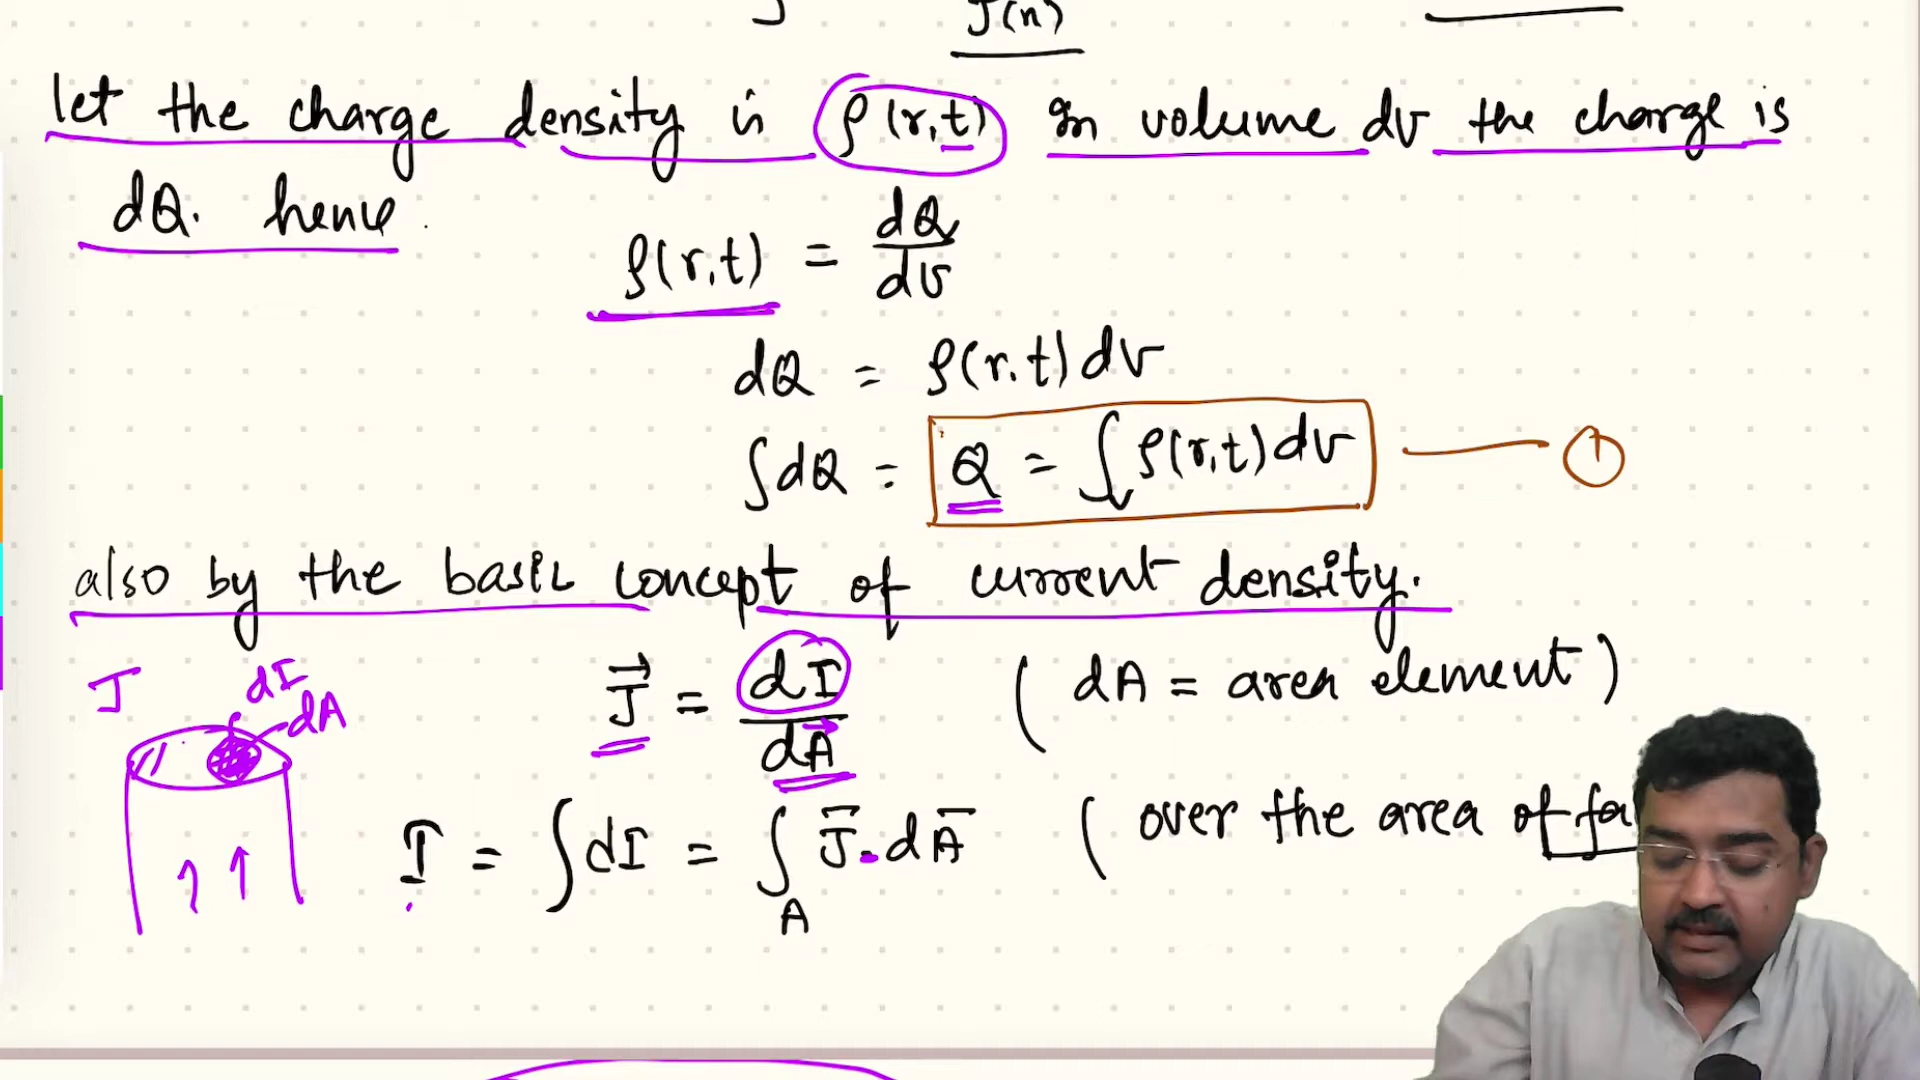 J J(n)
let the charge density is ρ(r,t) In volume dv the charge is
dQ. hence
ρ(r,t) = dQ/dv
dQ = ρ(r,t)dv
∫dQ = Q = ∫_v ρ(r,t)dv —— ①
also by the basic concept of current density.
J dI dA
J⃗ = dI/dA⃗ ( dA = area element )
I = ∫dI = ∫_A J⃗.dA⃗ ( over the area of